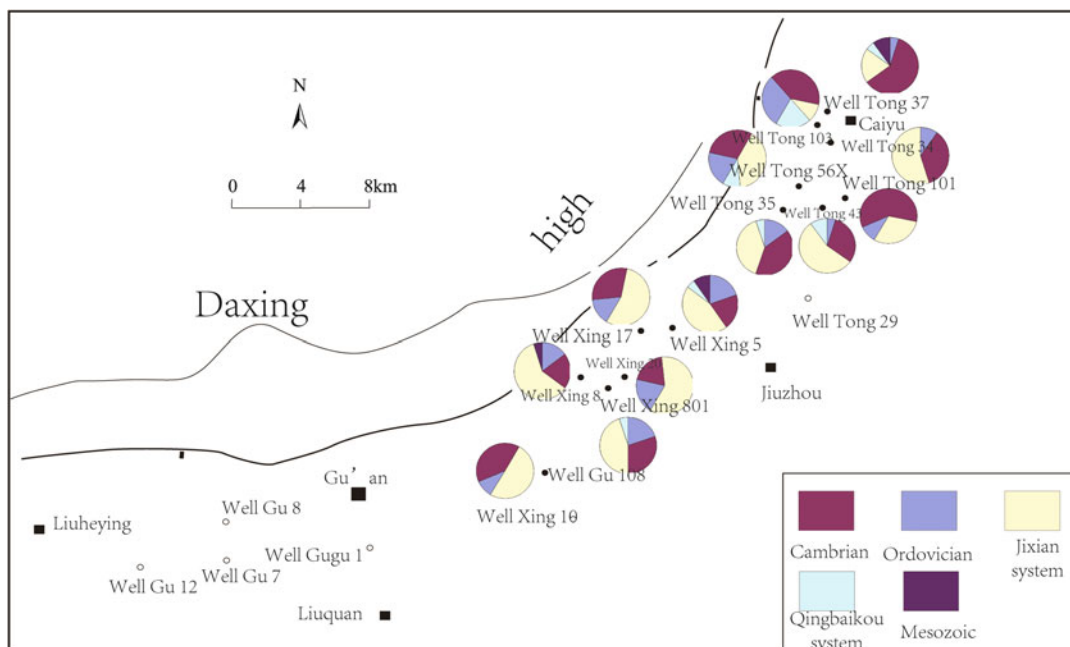 N
0 4 8km
Daxing
high
Well Tong 37
Caiyu
Well Tong 103
Well Tong 34
Well Tong 56X
Well Tong 101
Well Tong 35
Well Tong 43
Well Tong 29
Well Xing 17
Well Xing 5
Well Xing 20
Well Xing 8
Well Xing 801
Jiuzhou
Well Gu 108
Well Xing 10
Gu' an
Well Gu 8
Liuheying
Well Gugu 1
Well Gu 7
Well Gu 12
Liuquan
Cambrian
Ordovician
Jixian
system
Qingbaikou
system
Mesozoic